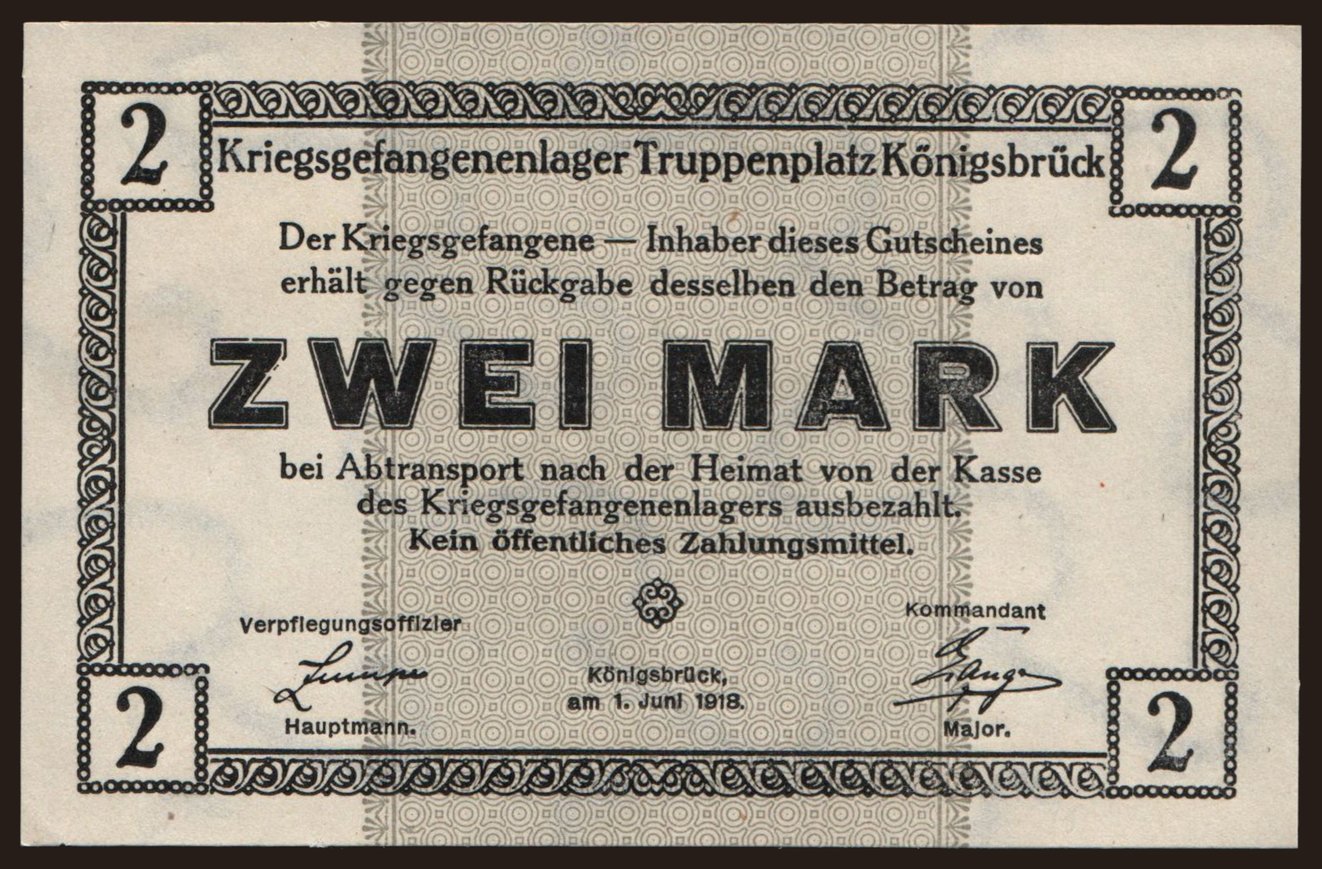 2 2
Kriegsgefangenenlager Truppenplatz Königsbrück
Der Kriegsgefangene — Inhaber dieses Gutscheines
erhält gegen Rückgabe desselben den Betrag von
ZWEI MARK
bei Abtransport nach der Heimat von der Kasse
des Kriegsgefangenenlagers ausbezahlt.
Kein öffentliches Zahlungsmittel.
Verpflegungsoffizier
Kommandant
Königsbrück,
am 1. Juni 1918.
Hauptmann.
Major.
2 2